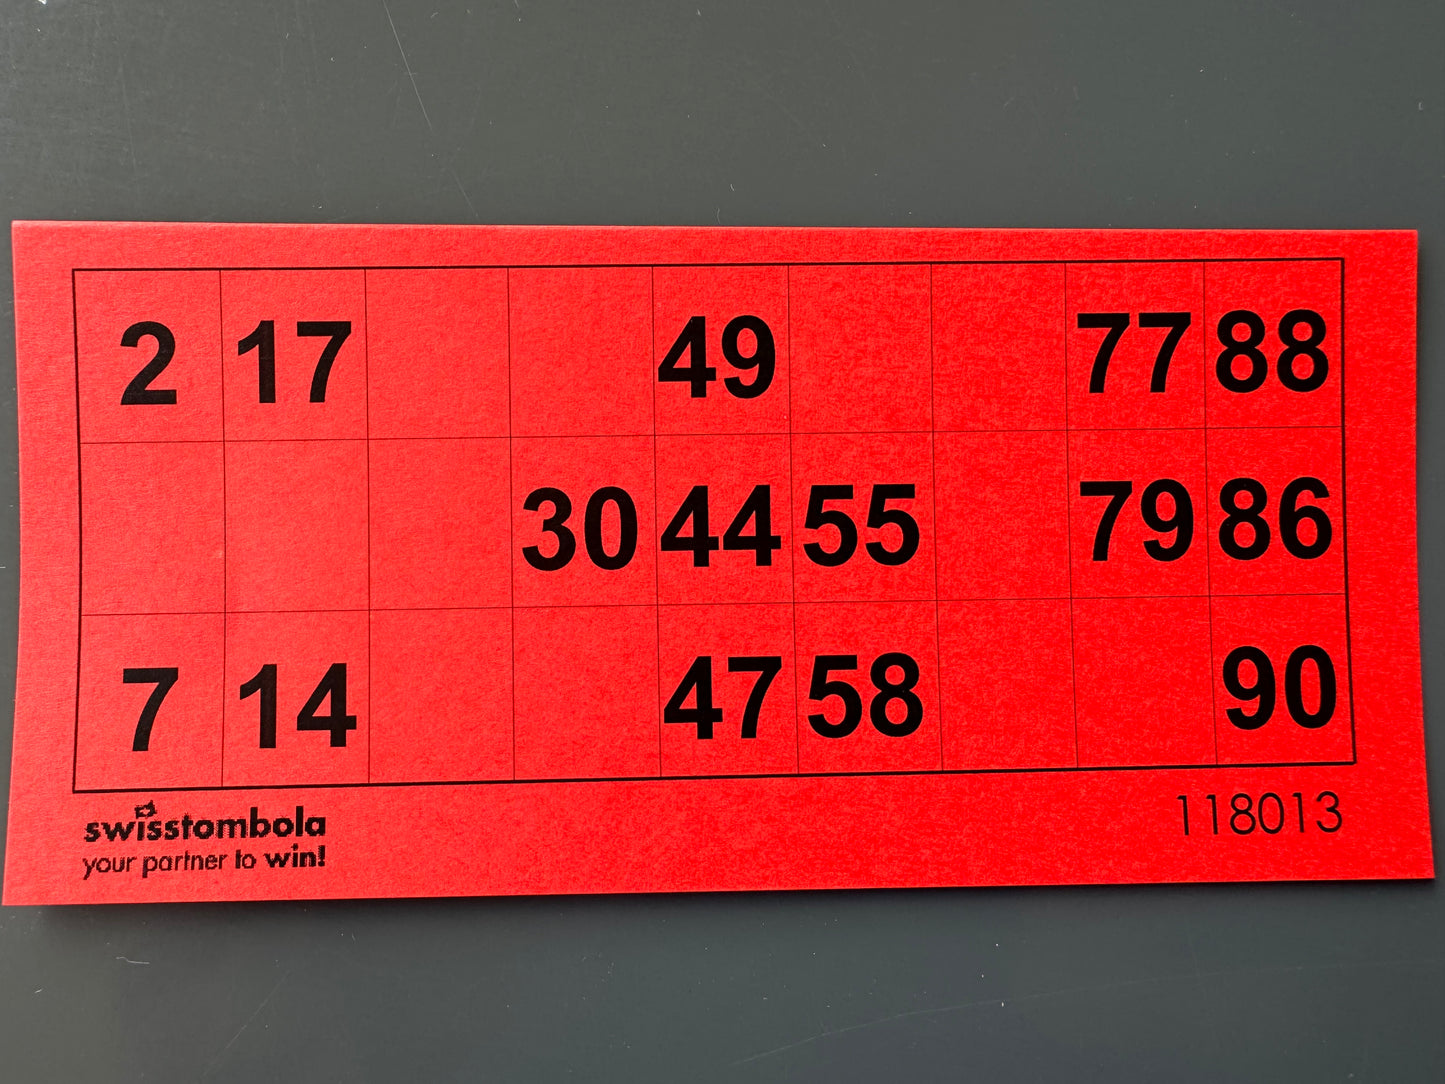 2 17 49 77 88
30 44 55 79 86
7 14 47 58 90
swisstombola
your partner to win!
118013